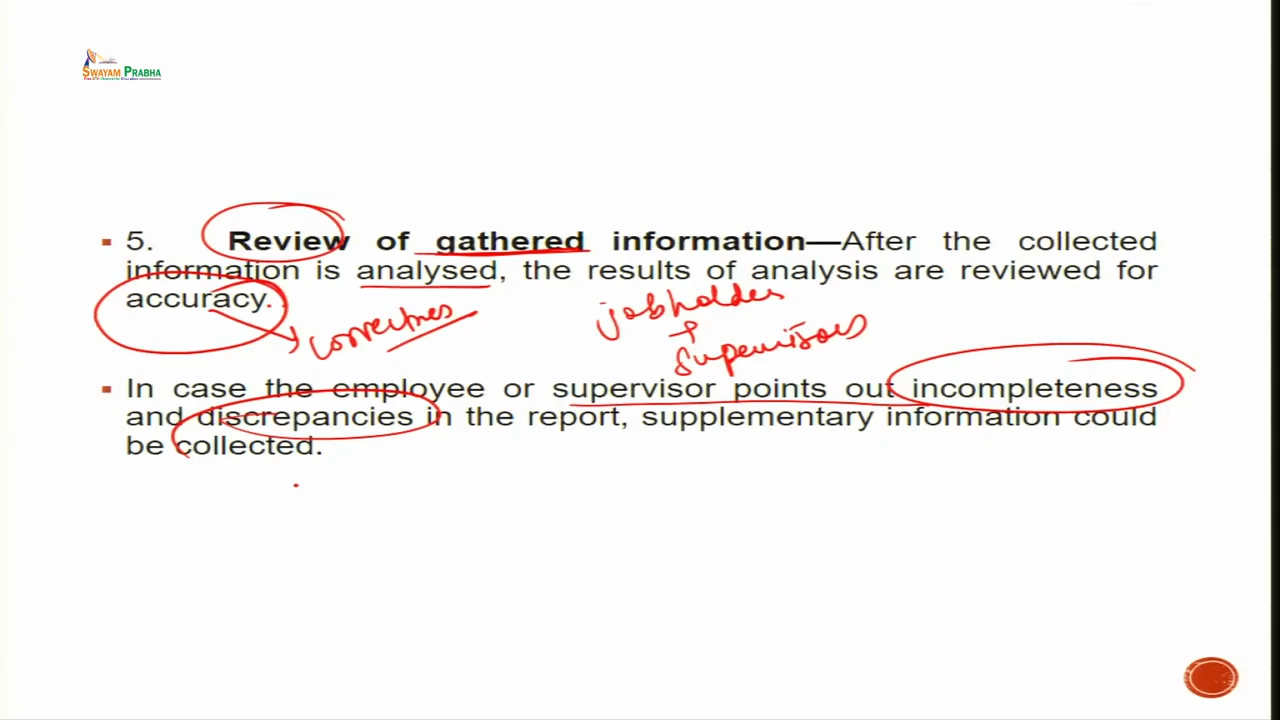 SWAYAM PRABHA
5. Review of gathered information—After the collected
information is analysed, the results of analysis are reviewed for
accuracy.
correctness
jobholder
+
supervisors
In case the employee or supervisor points out incompleteness
and discrepancies in the report, supplementary information could
be collected.